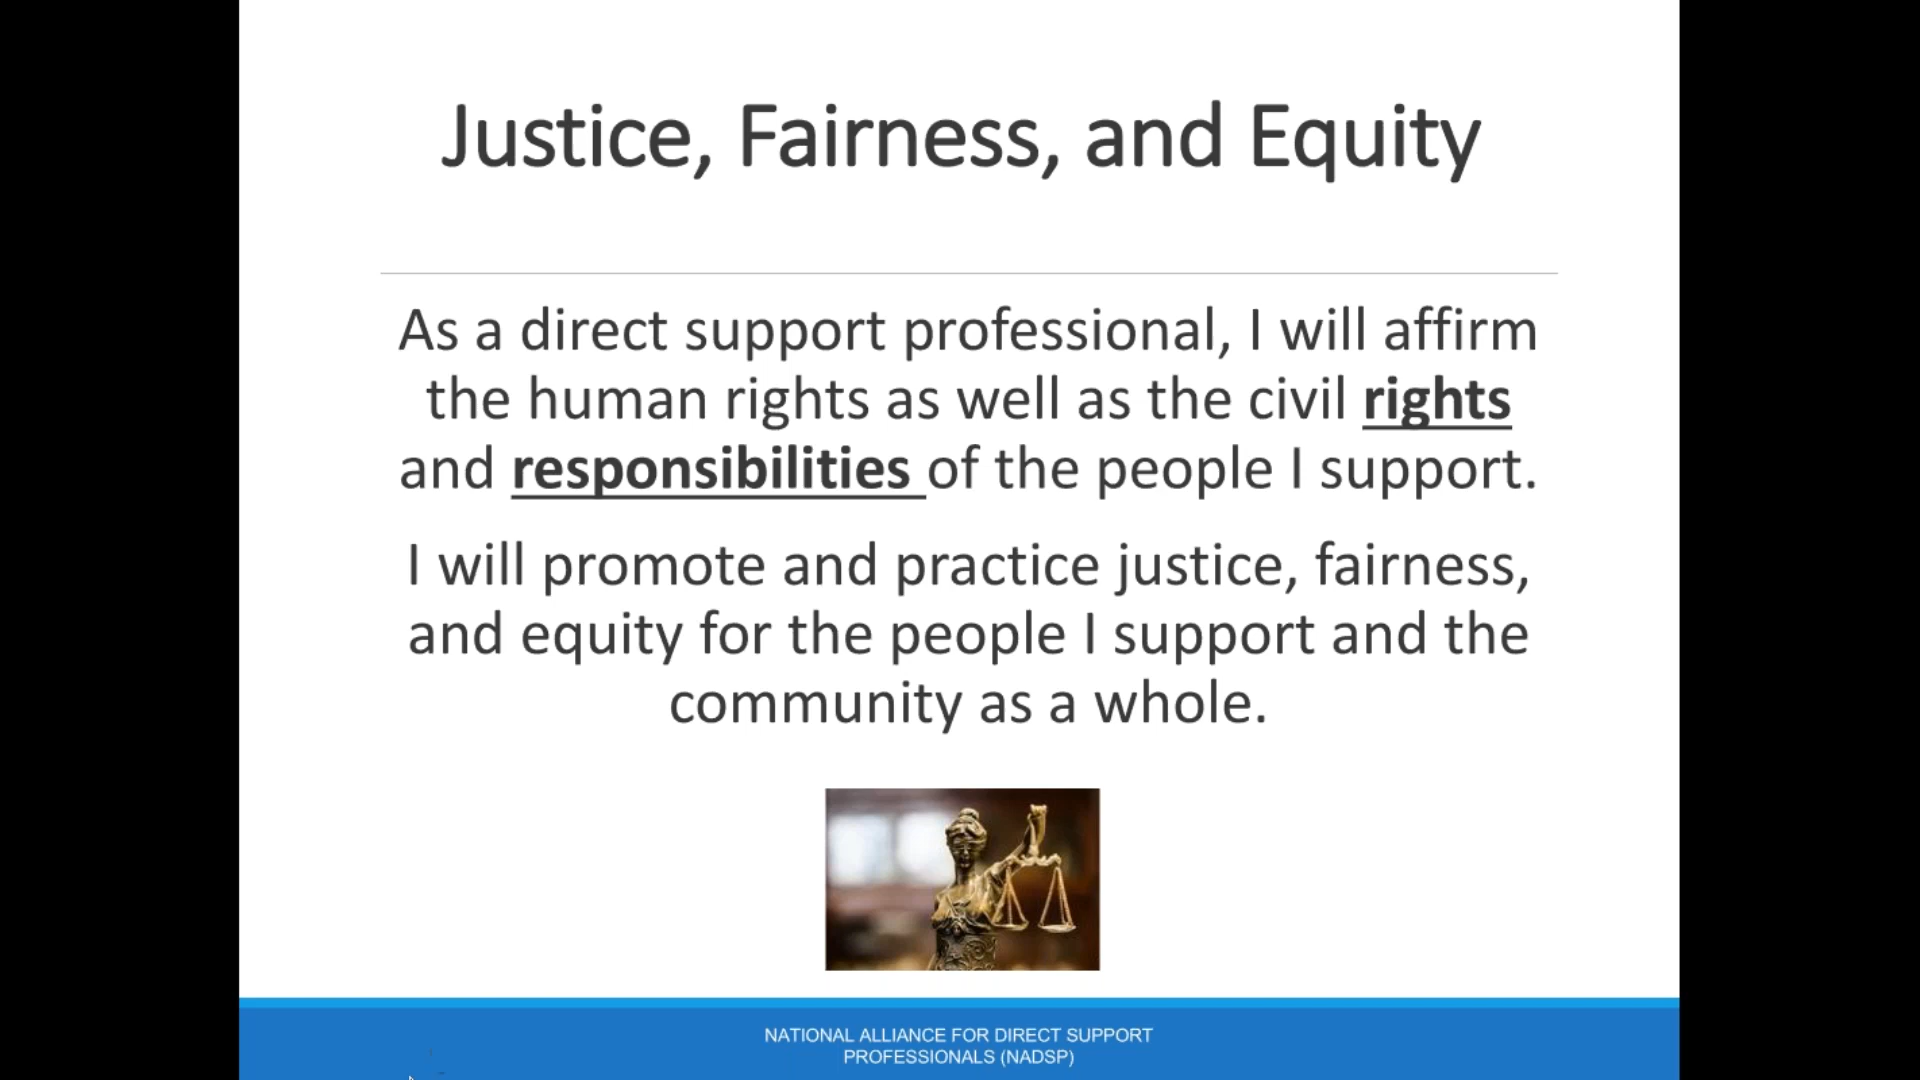 Justice, Fairness, and Equity
As a direct support professional, I will affirm
the human rights as well as the civil rights
and responsibilities of the people I support.
I will promote and practice justice, fairness,
and equity for the people I support and the
community as a whole.
NATIONAL ALLIANCE FOR DIRECT SUPPORT
PROFESSIONALS (NADSP)